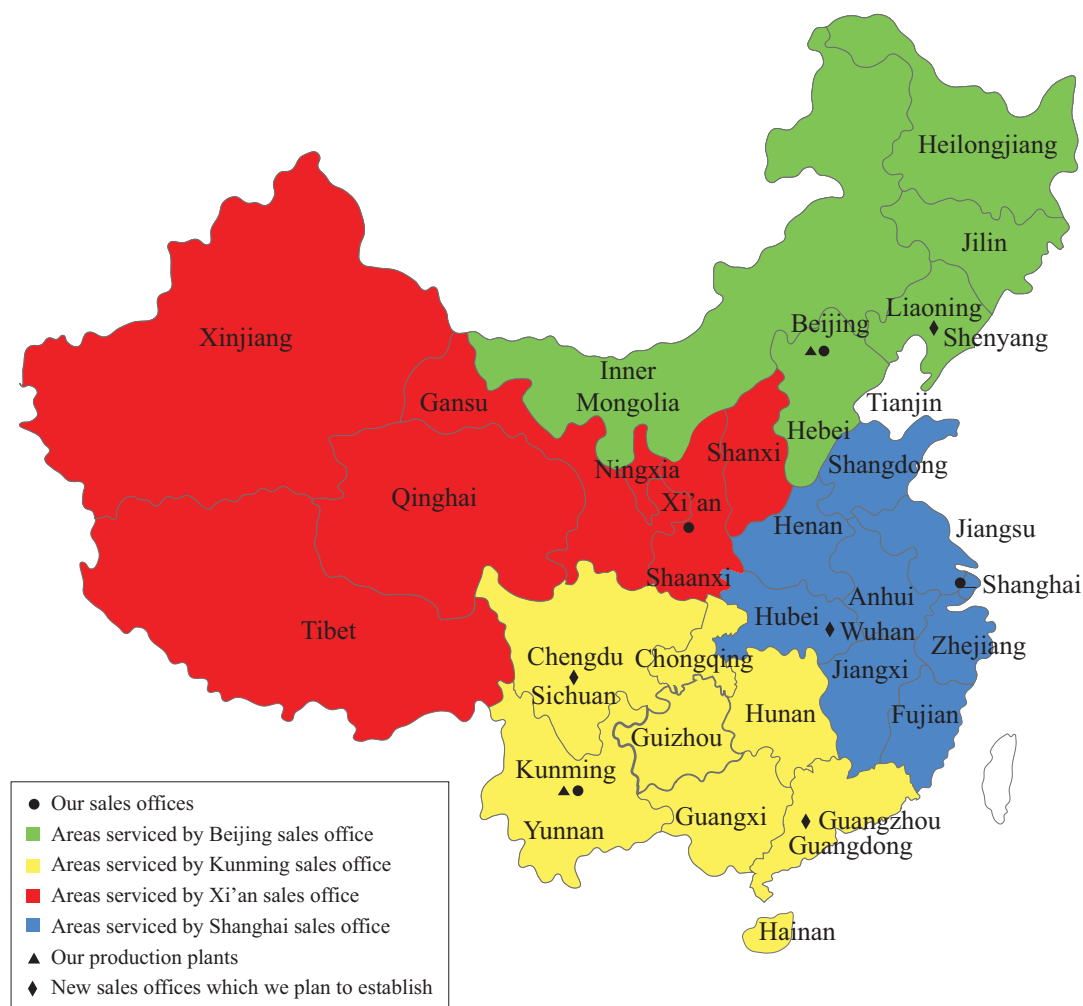 Heilongjiang
Jilin
Liaoning
Shenyang
Beijing
Xinjiang
Inner
Mongolia
Gansu
Tianjin
Hebei
Shanxi
Shangdong
Ningxia
Qinghai
Xi’an
Henan
Jiangsu
Shaanxi
Shanghai
Anhui
Hubei
Wuhan
Zhejiang
Tibet
Chengdu
Chongqing
Jiangxi
Sichuan
Hunan
Fujian
Guizhou
Kunming
Guangxi
Guangzhou
Yunnan
Guangdong
Hainan
Our sales offices
Areas serviced by Beijing sales office
Areas serviced by Kunming sales office
Areas serviced by Xi’an sales office
Areas serviced by Shanghai sales office
Our production plants
New sales offices which we plan to establish